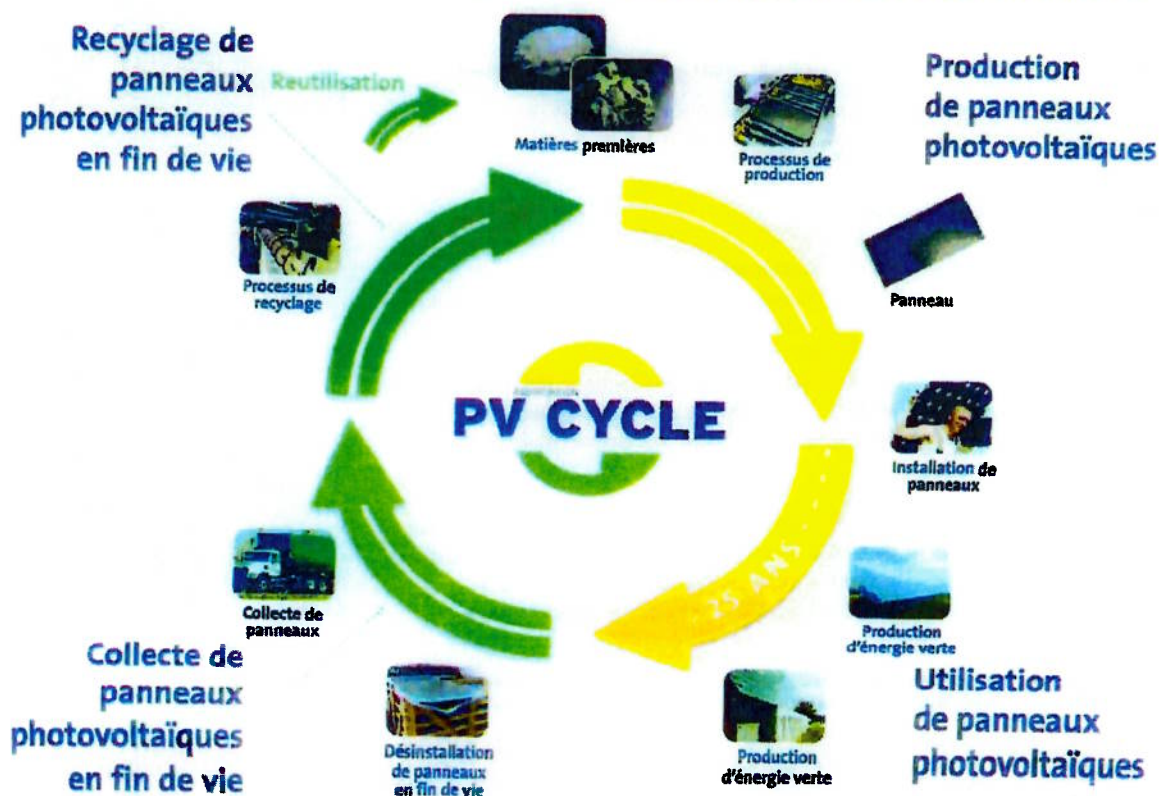 Recyclage de
panneaux
photovoltaïques
en fin de vie
Reutilisation
Matières premières
Processus de
production
Production
de panneaux
photovoltaïques
Panneau
Processus de
recyclage
PV CYCLE
Installation de
panneaux
25 ANS
Production
d'énergie verte
Collecte de
panneaux
Collecte de
panneaux
photovoltaïques
en fin de vie
Désinstallation
de panneaux
en fin de vie
Production
d'énergie verte
Utilisation
de panneaux
photovoltaïques